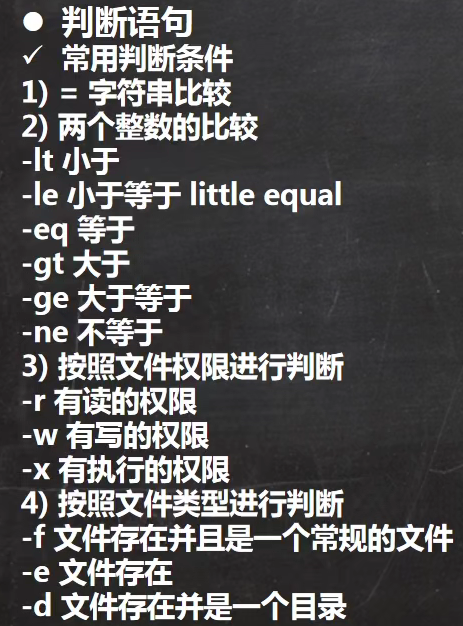 ● 判断语句
✓ 常用判断条件
1) = 字符串比较
2) 两个整数的比较
-lt 小于
-le 小于等于 little equal
-eq 等于
-gt 大于
-ge 大于等于
-ne 不等于
3) 按照文件权限进行判断
-r 有读的权限
-w 有写的权限
-x 有执行的权限
4) 按照文件类型进行判断
-f 文件存在并且是一个常规的文件
-e 文件存在
-d 文件存在并是一个目录